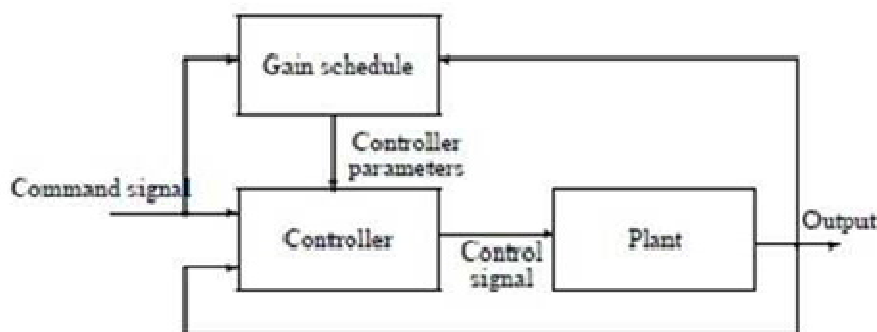 Gain schedule
Controller
parameters
Command signal
Controller
Control
signal
Plant
Output